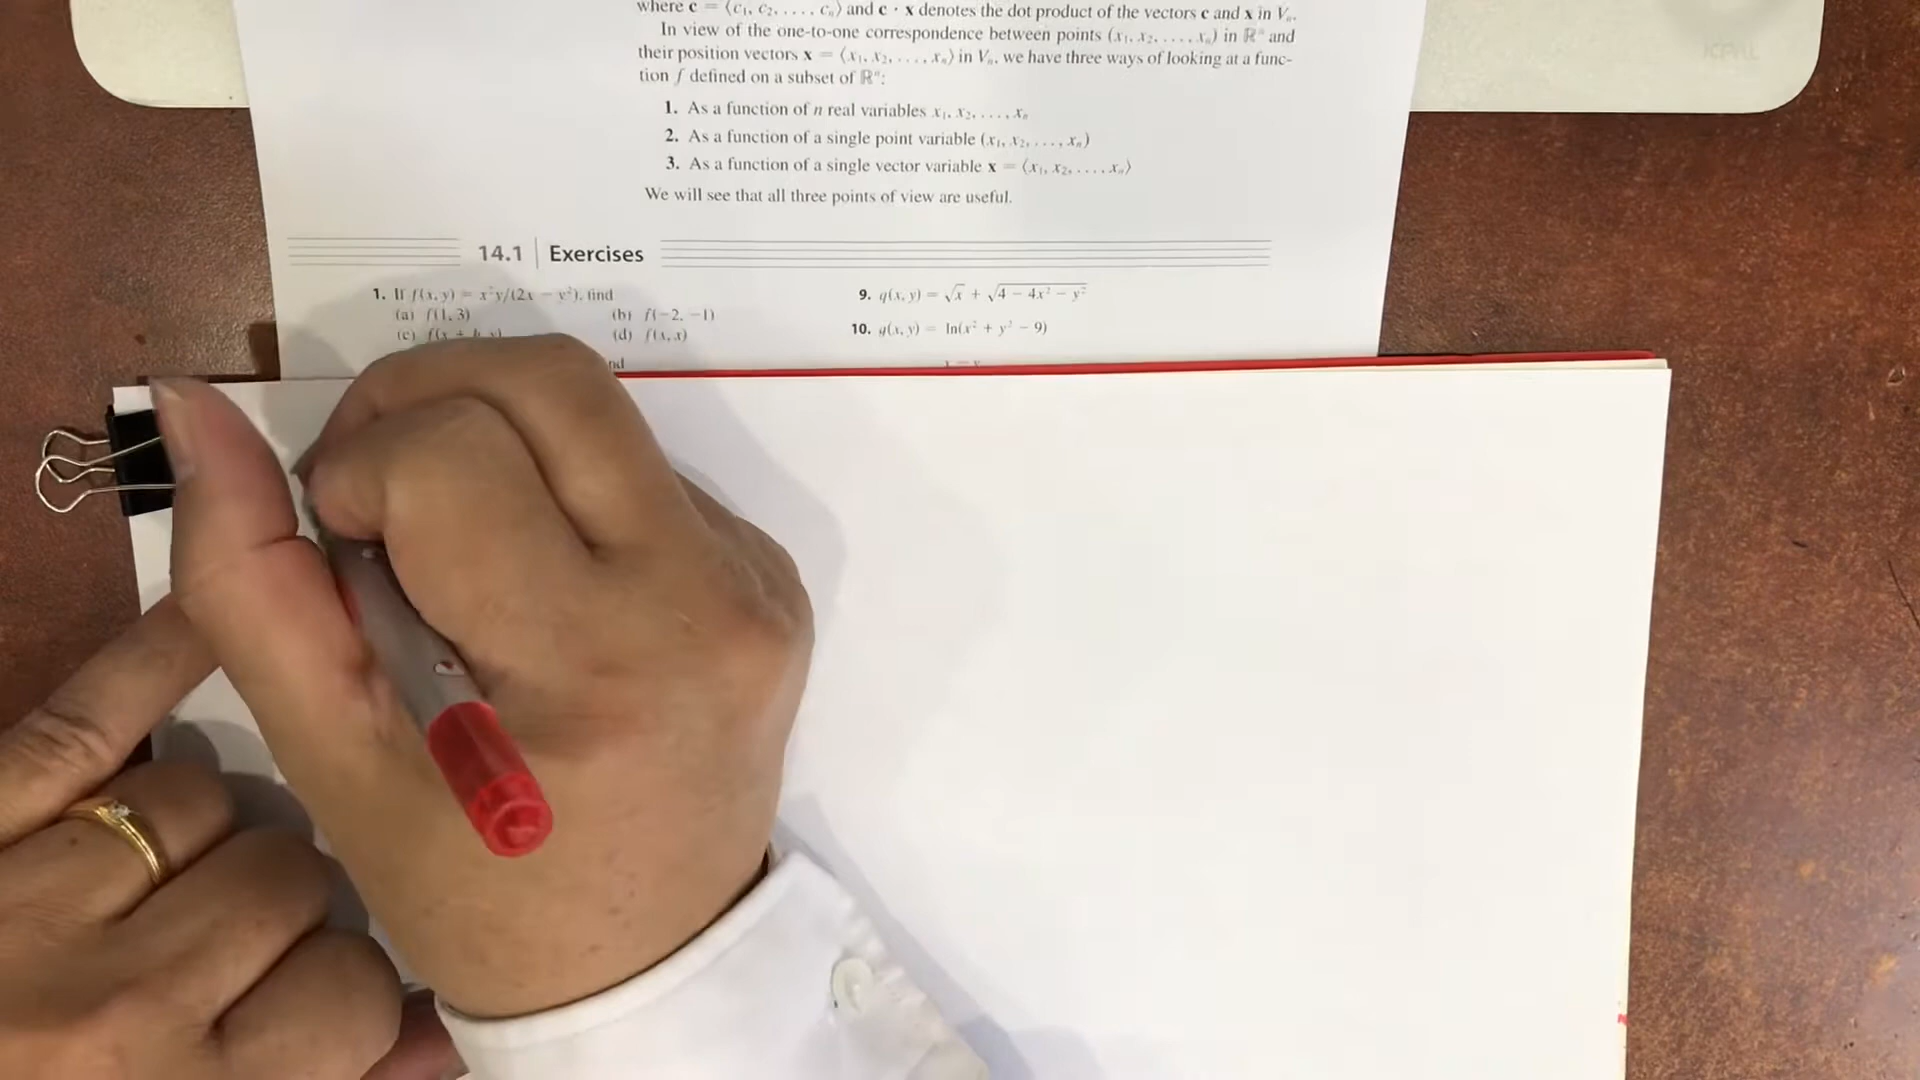 where c = ⟨c₁, c₂, . . . , cₙ⟩ and c · x denotes the dot product of the vectors c and x in Vₙ.
In view of the one-to-one correspondence between points (x₁, x₂, . . . , xₙ) in ℝⁿ and
their position vectors x = ⟨x₁, x₂, . . . , xₙ⟩ in Vₙ, we have three ways of looking at a func-
tion f defined on a subset of ℝⁿ:
1. As a function of n real variables x₁, x₂, . . . , xₙ
2. As a function of a single point variable (x₁, x₂, . . . , xₙ)
3. As a function of a single vector variable x = ⟨x₁, x₂, . . . , xₙ⟩
We will see that all three points of view are useful.
14.1 | Exercises
1. If f(x, y) = x²y/(2x − y²), find
(a) f(1, 3) (b) f(−2, −1)
(c) f(x + h, y) (d) f(x, x)
nd
9. g(x, y) = √x + √(4 − 4x² − y²)
10. g(x, y) = ln(x² + y² − 9)
x − y